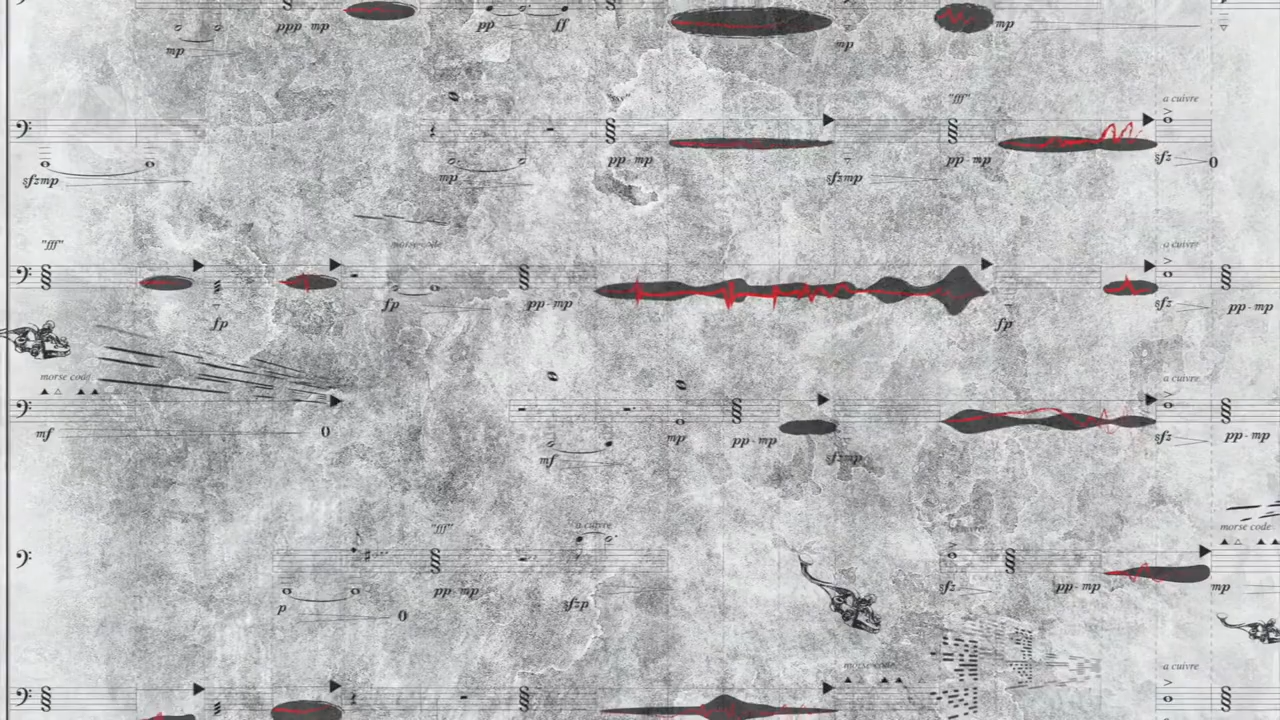 ppp - mp pp ff
mp mp mp
"fff" a cuivre
pp - mp pp - mp sfz 0
mp
sfzmp sfzmp
"fff" morse code a cuivre
fp pp - mp sfz pp - mp
fp fp
morse code a cuivre
mf 0 mp pp - mp sfz pp - mp
mf sfzmp
"fff" a cuivre morse code
pp - mp sfz pp - mp mp
p sfzp
0
morse code a cuivre